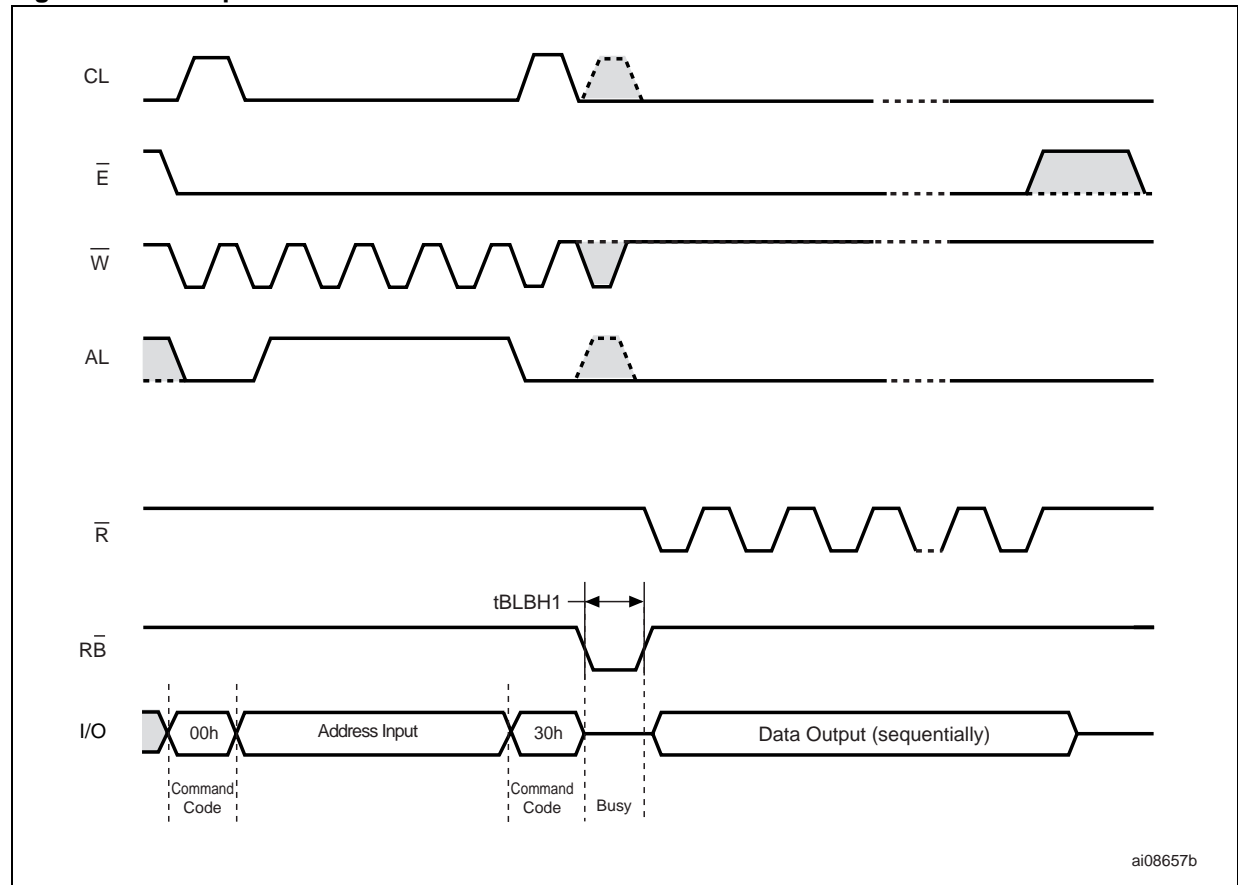 CL
E̅
W̅
AL
R̅
tBLBH1
RB̅
I/O
00h
Address Input
30h
Data Output (sequentially)
Command
Code
Command
Code
Busy
ai08657b